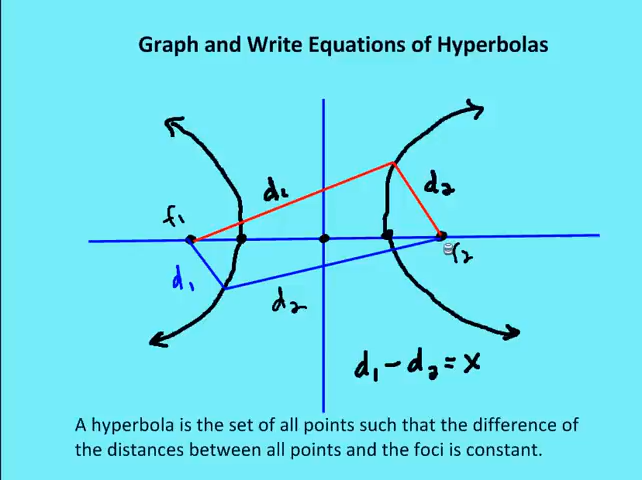 Graph and Write Equations of Hyperbolas
d1
d2
f1
f2
d1
d2
d1 - d2 = x
A hyperbola is the set of all points such that the difference of
the distances between all points and the foci is constant.